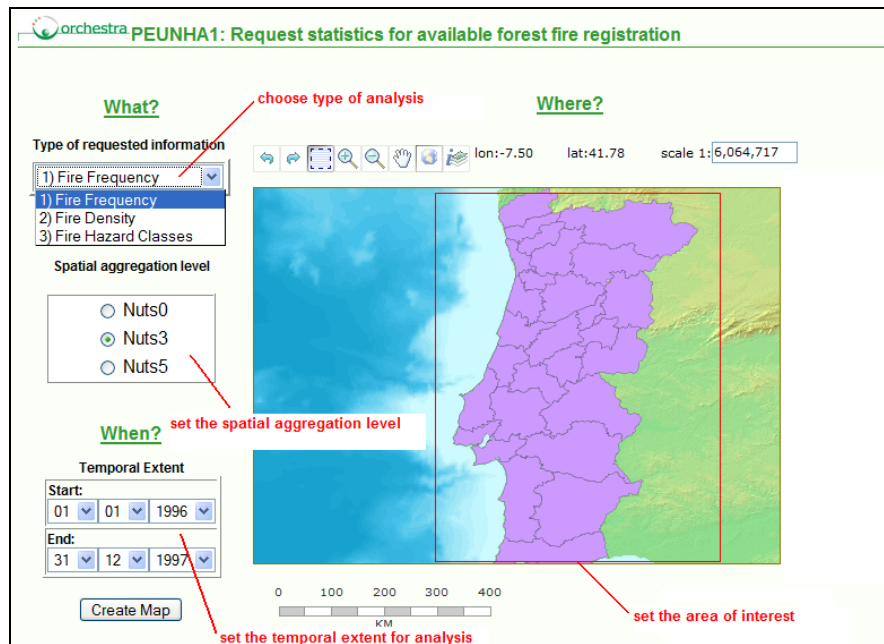 orchestra PEUNHA1: Request statistics for available forest fire registration
What?
choose type of analysis
Where?
Type of requested information
1) Fire Frequency
1) Fire Frequency
2) Fire Density
3) Fire Hazard Classes
lon:-7.50 lat:41.78 scale 1: 6,064,717
Spatial aggregation level
Nuts0
Nuts3
Nuts5
set the spatial aggregation level
When?
Temporal Extent
Start:
01 01 1996
End:
31 12 1997
Create Map
set the temporal extent for analysis
0 100 200 300 400
KM
set the area of interest